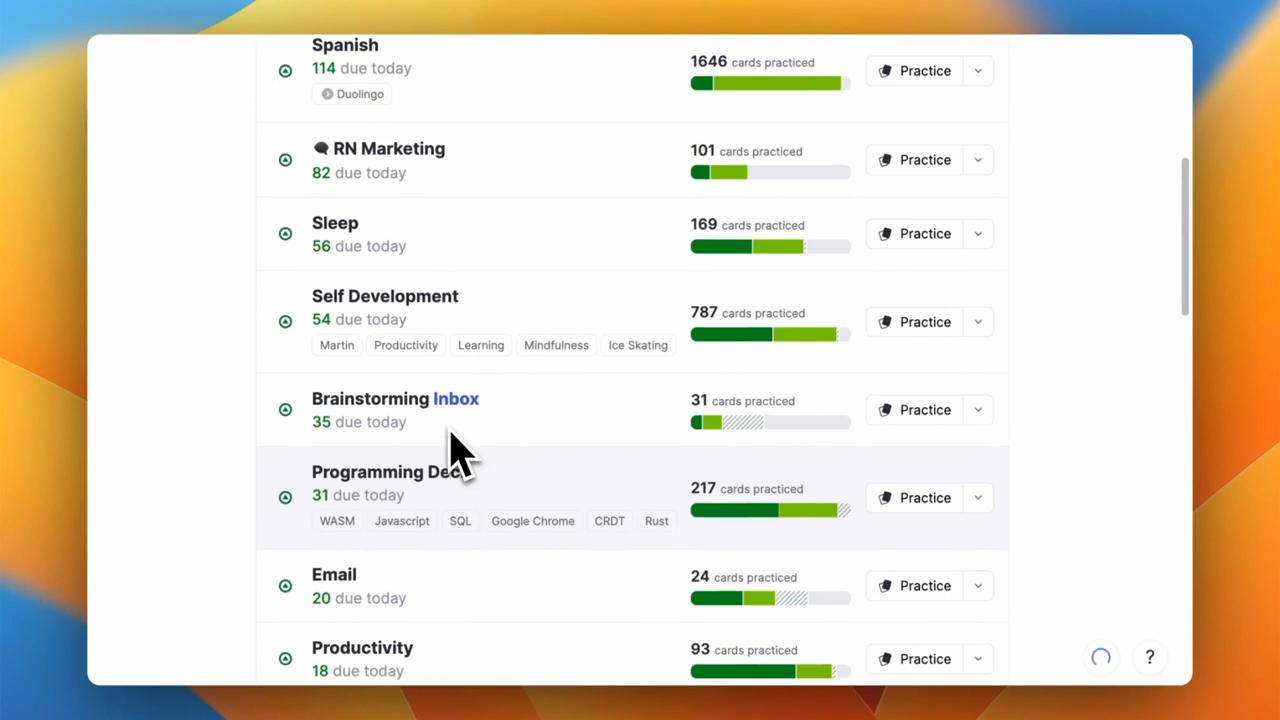 Spanish
114 due today
Duolingo
1646 cards practiced
Practice
RN Marketing
82 due today
101 cards practiced
Practice
Sleep
56 due today
169 cards practiced
Practice
Self Development
54 due today
Martin Productivity Learning Mindfulness Ice Skating
787 cards practiced
Practice
Brainstorming Inbox
35 due today
31 cards practiced
Practice
Programming
31 due today
WASM Javascript SQL Google Chrome CRDT Rust
217 cards practiced
Practice
Email
20 due today
24 cards practiced
Practice
Productivity
18 due today
93 cards practiced
Practice
?